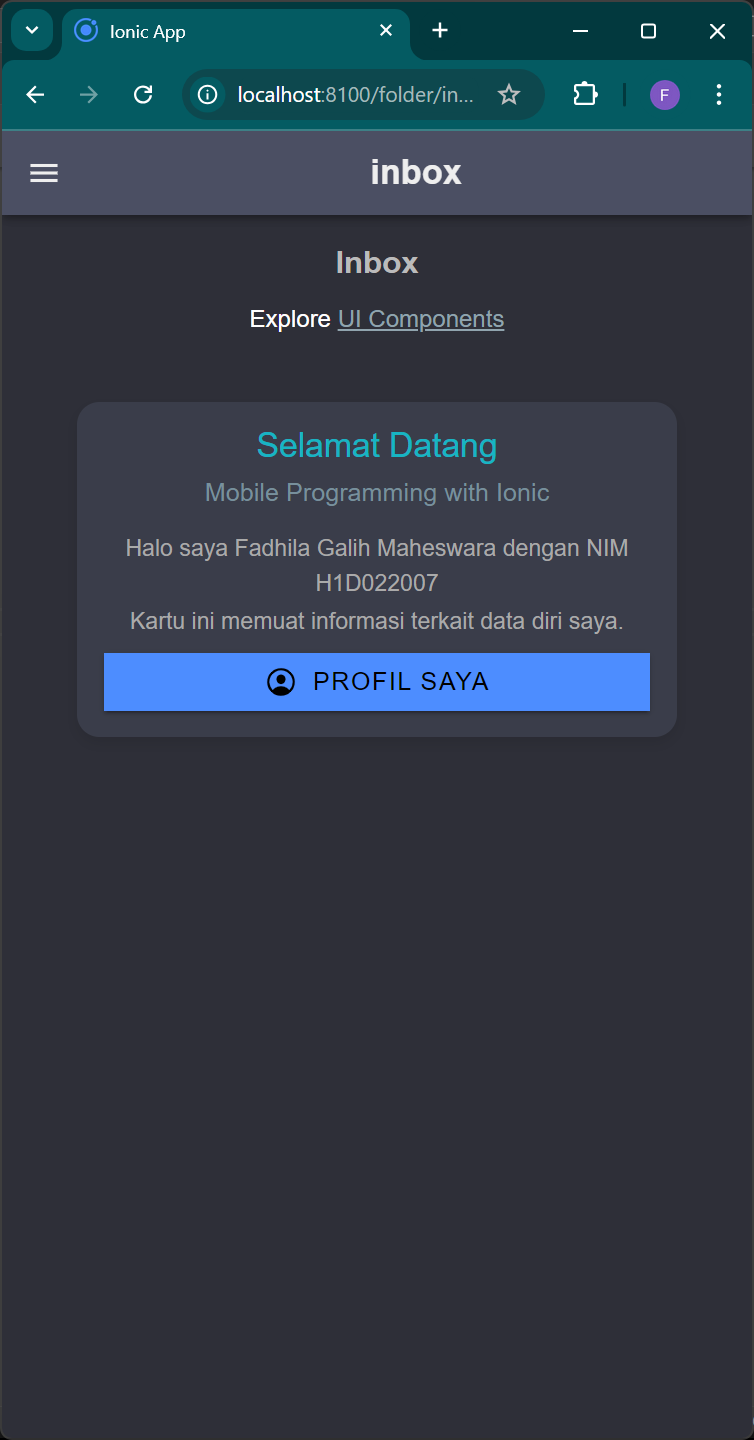 Ionic App
localhost:8100/folder/in...
F
inbox
Inbox
Explore UI Components
Selamat Datang
Mobile Programming with Ionic
Halo saya Fadhila Galih Maheswara dengan NIM
H1D022007
Kartu ini memuat informasi terkait data diri saya.
PROFIL SAYA